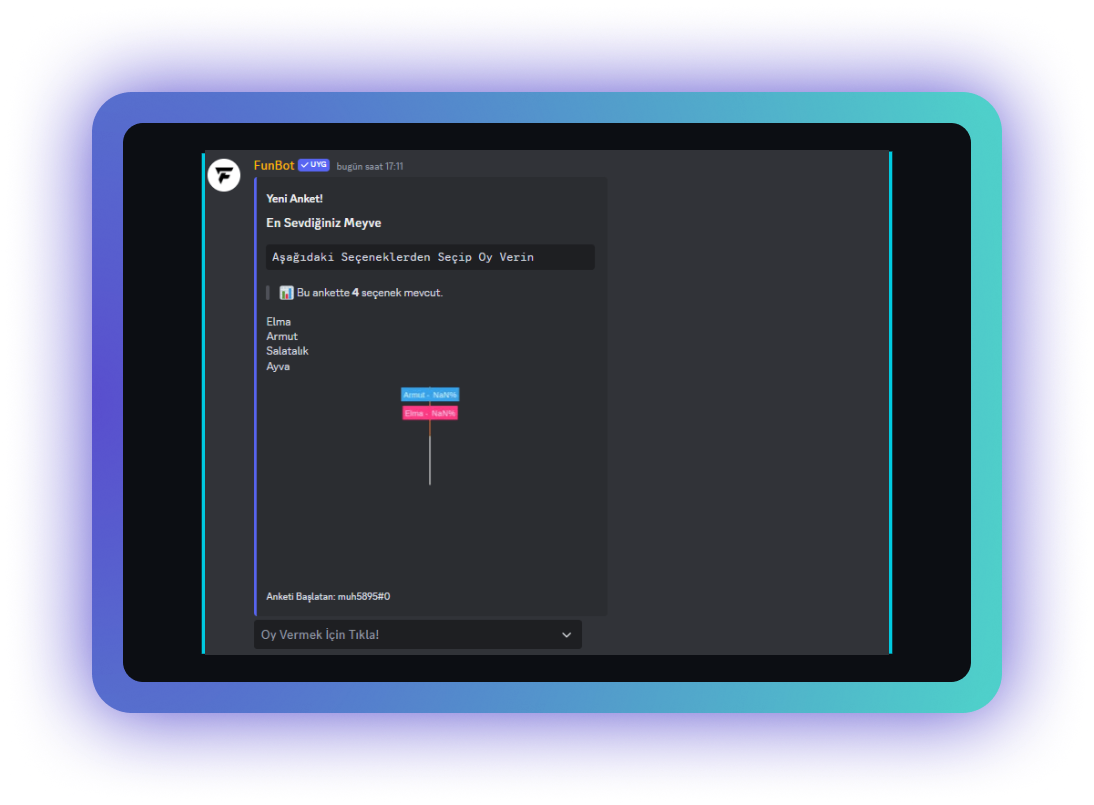 FunBot ✓ UYG bugün saat 17:11
Yeni Anket!
En Sevdiğiniz Meyve
Aşağıdaki Seçeneklerden Seçip Oy Verin
📊 Bu ankette 4 seçenek mevcut.
Elma
Armut
Salatalık
Ayva
Armut - NaN%
Elma - NaN%
Anketi Başlatan: muh5895#0
Oy Vermek İçin Tıkla!